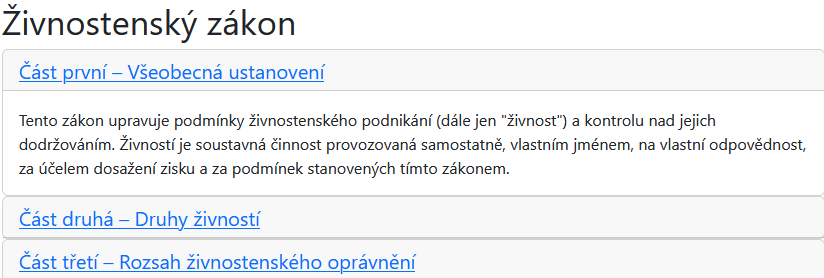 Živnostenský zákon
Část první – Všeobecná ustanovení
Tento zákon upravuje podmínky živnostenského podnikání (dále jen "živnost") a kontrolu nad jejich
dodržováním. Živností je soustavná činnost provozovaná samostatně, vlastním jménem, na vlastní odpovědnost,
za účelem dosažení zisku a za podmínek stanovených tímto zákonem.
Část druhá – Druhy živností
Část třetí – Rozsah živnostenského oprávnění